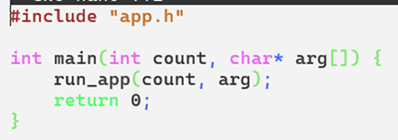 #include "app.h"
int main(int count, char* arg[]) {
    run_app(count, arg);
    return 0;
}